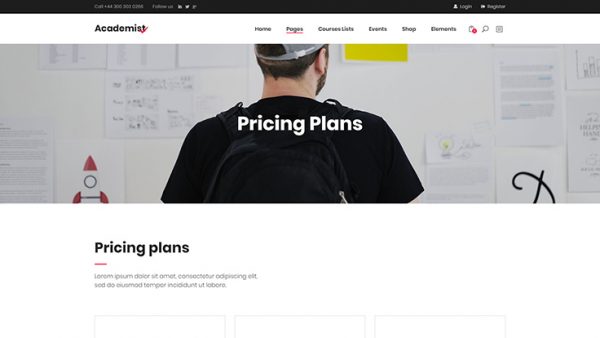 Call +44 300 303 0266 Follow us Login Register
Academist Home Pages Courses Lists Events Shop Elements
Pricing Plans
Pricing plans
Lorem ipsum dolor sit amet, consectetur adipiscing elit,
sed do eiusmod tempor incididunt ut labore.